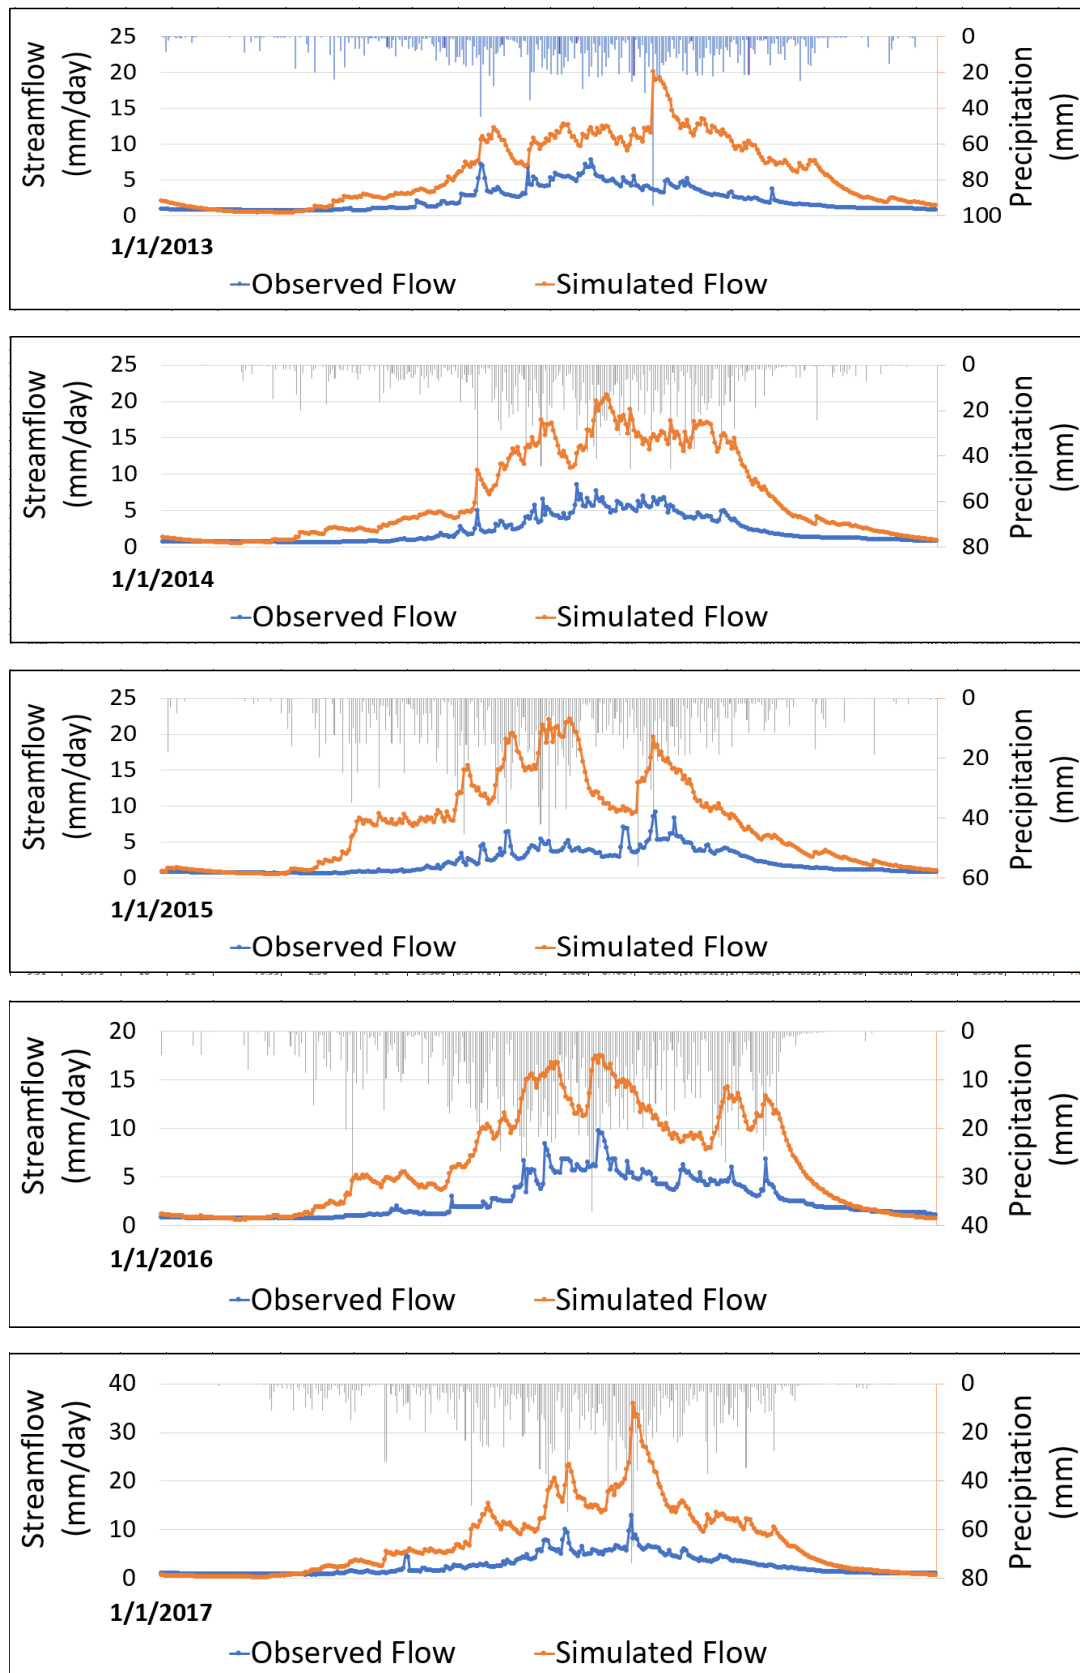 25
20
15
10
5
0
Streamflow
(mm/day)
0
20
40
60
80
100
Precipitation
(mm)
1/1/2013
Observed Flow
Simulated Flow
25
20
15
10
5
0
Streamflow
(mm/day)
0
20
40
60
80
Precipitation
(mm)
1/1/2014
Observed Flow
Simulated Flow
25
20
15
10
5
0
Streamflow
(mm/day)
0
20
40
60
Precipitation
(mm)
1/1/2015
Observed Flow
Simulated Flow
20
15
10
5
0
Streamflow
(mm/day)
0
10
20
30
40
Precipitation
(mm)
1/1/2016
Observed Flow
Simulated Flow
40
30
20
10
0
Streamflow
(mm/day)
0
20
40
60
80
Precipitation
(mm)
1/1/2017
Observed Flow
Simulated Flow